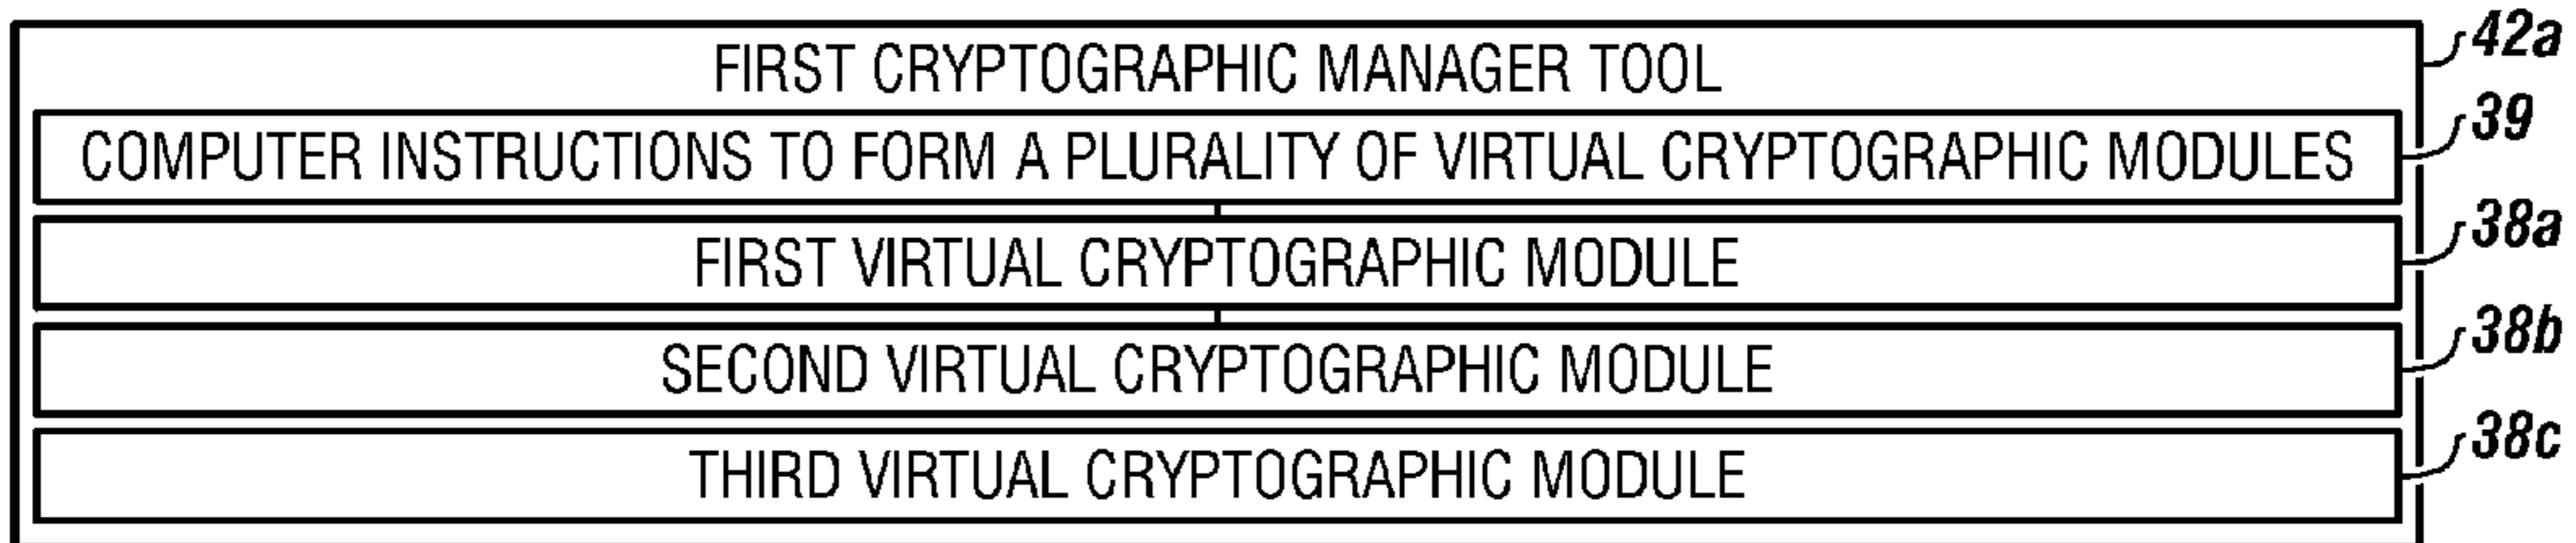 FIRST CRYPTOGRAPHIC MANAGER TOOL 42a
COMPUTER INSTRUCTIONS TO FORM A PLURALITY OF VIRTUAL CRYPTOGRAPHIC MODULES 39
FIRST VIRTUAL CRYPTOGRAPHIC MODULE 38a
SECOND VIRTUAL CRYPTOGRAPHIC MODULE 38b
THIRD VIRTUAL CRYPTOGRAPHIC MODULE 38c